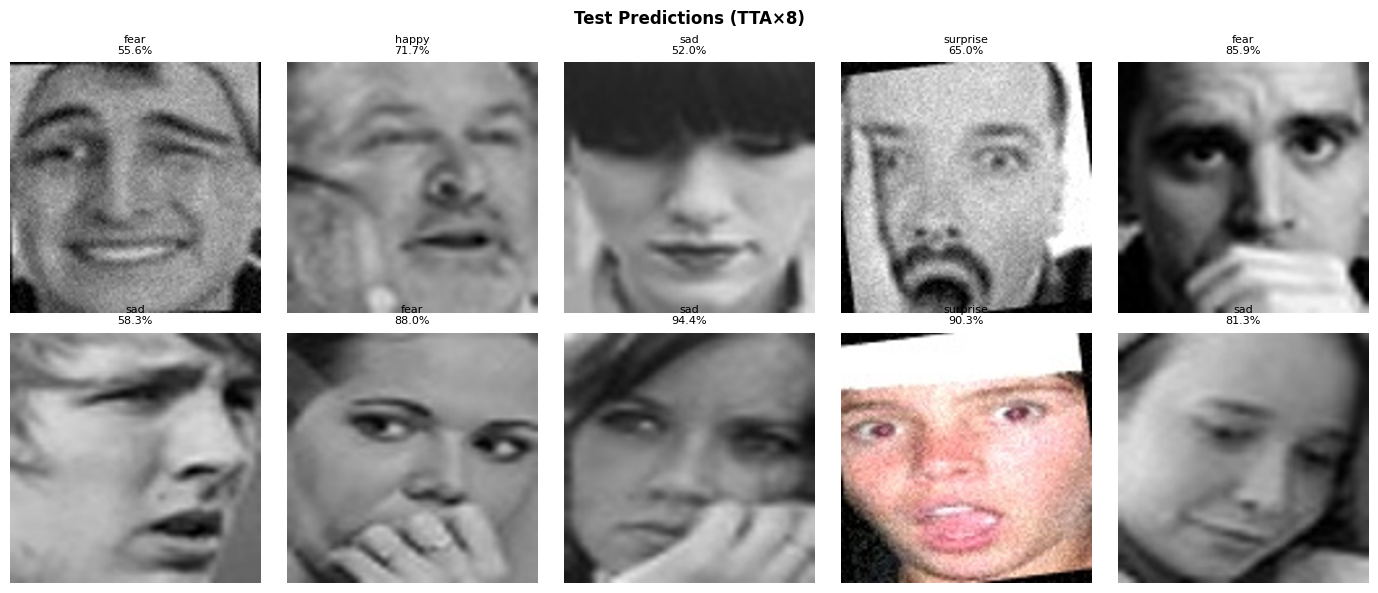 Test Predictions (TTA×8)
fear
55.6%
happy
71.7%
sad
52.0%
surprise
65.0%
fear
85.9%
sad
58.3%
fear
88.0%
sad
94.4%
surprise
90.3%
sad
81.3%